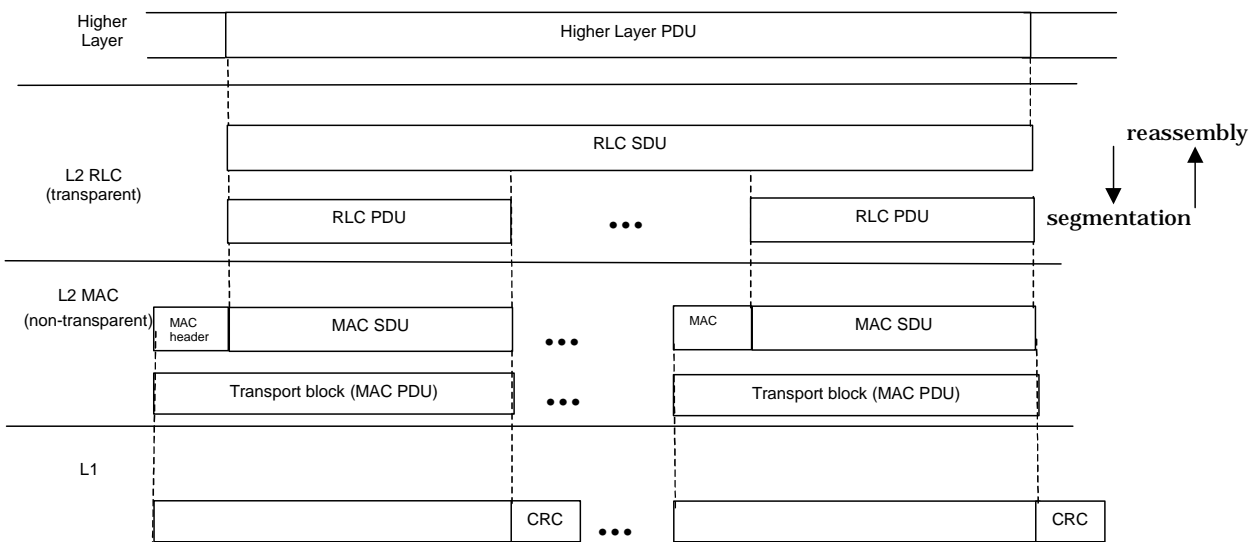 Higher
Layer
Higher Layer PDU
RLC SDU
reassembly
L2 RLC
(transparent)
RLC PDU
•••
RLC PDU
segmentation
L2 MAC
(non-transparent)
MAC
header
MAC SDU
•••
MAC
MAC SDU
Transport block (MAC PDU)
•••
Transport block (MAC PDU)
L1
CRC
•••
CRC